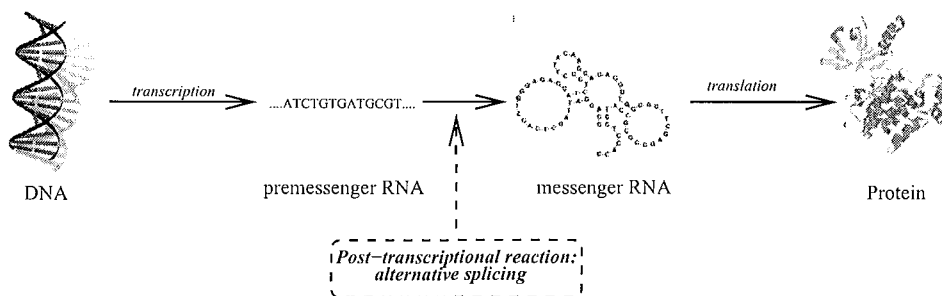 transcription
translation
....ATCTGTGATGCGT....
DNA
premessenger RNA
messenger RNA
Protein
Post-transcriptional reaction:
alternative splicing